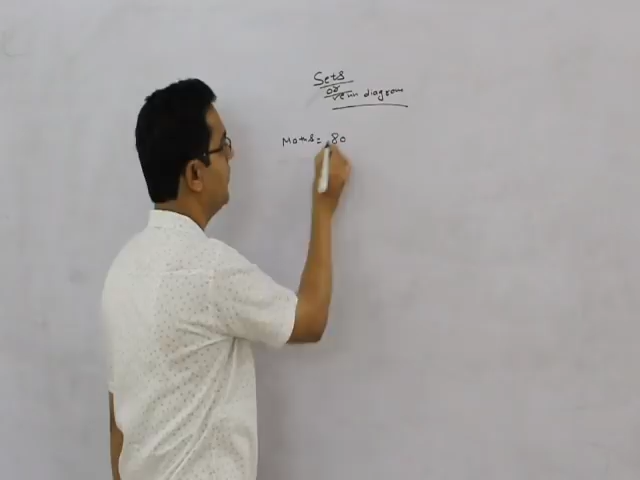 Sets
or
venn diagram
Maths = 80